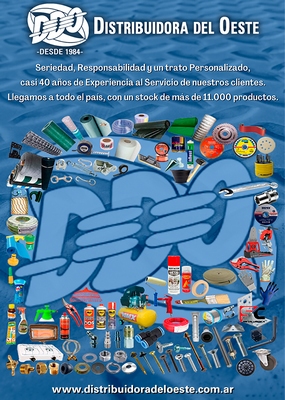 DDO
DISTRIBUIDORA DEL OESTE
-DESDE 1984-
Seriedad, Responsabilidad y un trato Personalizado,
casi 40 años de Experiencia al Servicio de nuestros clientes.
Llegamos a todo el pais, con un stock de mas de 11.000 productos.
DDO
www.distribuidoradeloeste.com.ar